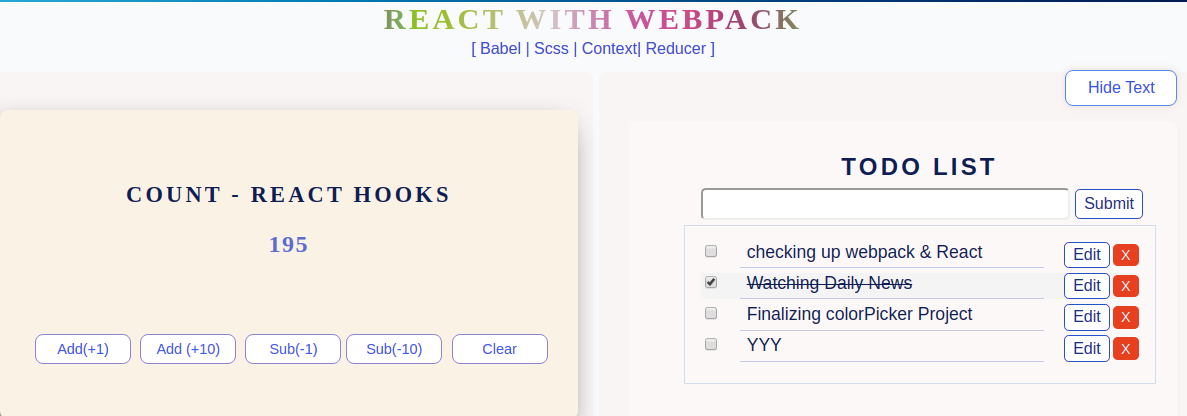 REACT WITH WEBPACK
[ Babel | Scss | Context| Reducer ]
Hide Text
COUNT - REACT HOOKS
195
Add(+1) Add (+10) Sub(-1) Sub(-10) Clear
TODO LIST
Submit
checking up webpack & React Edit X
Watching Daily News Edit X
Finalizing colorPicker Project Edit X
YYY Edit X